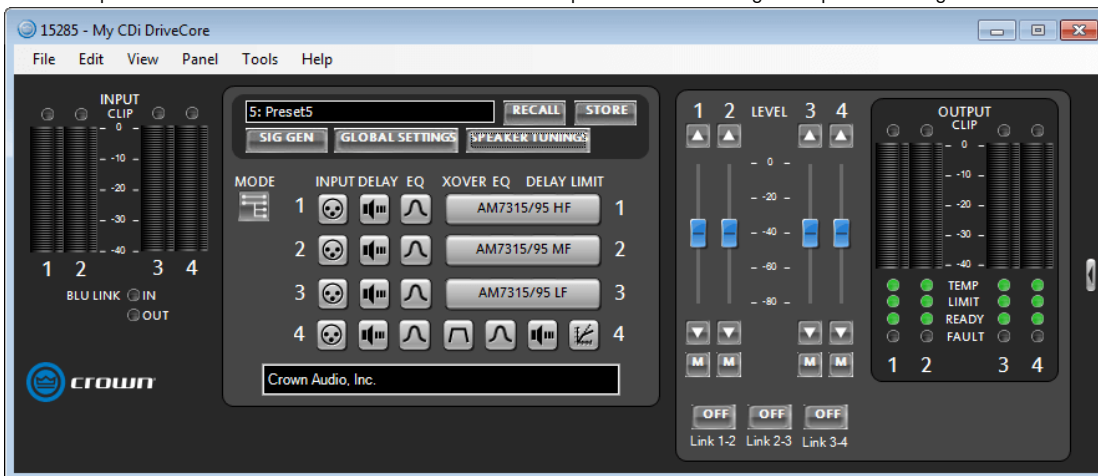 15285 - My CDi DriveCore
File Edit View Panel Tools Help
INPUT
CLIP
0
-10
-20
-30
-40
1 2 3 4
BLU LINK IN
OUT
crown
5: Preset5 RECALL STORE
SIG GEN GLOBAL SETTINGS SPEAKER TUNINGS
MODE INPUT DELAY EQ XOVER EQ DELAY LIMIT
1 AM7315/95 HF 1
2 AM7315/95 MF 2
3 AM7315/95 LF 3
4 4
Crown Audio, Inc.
1 2 LEVEL 3 4
0
-20
-40
-60
-80
M M M M
OFF OFF OFF
Link 1-2 Link 2-3 Link 3-4
OUTPUT
CLIP
0
-10
-20
-30
-40
TEMP
LIMIT
READY
FAULT
1 2 3 4